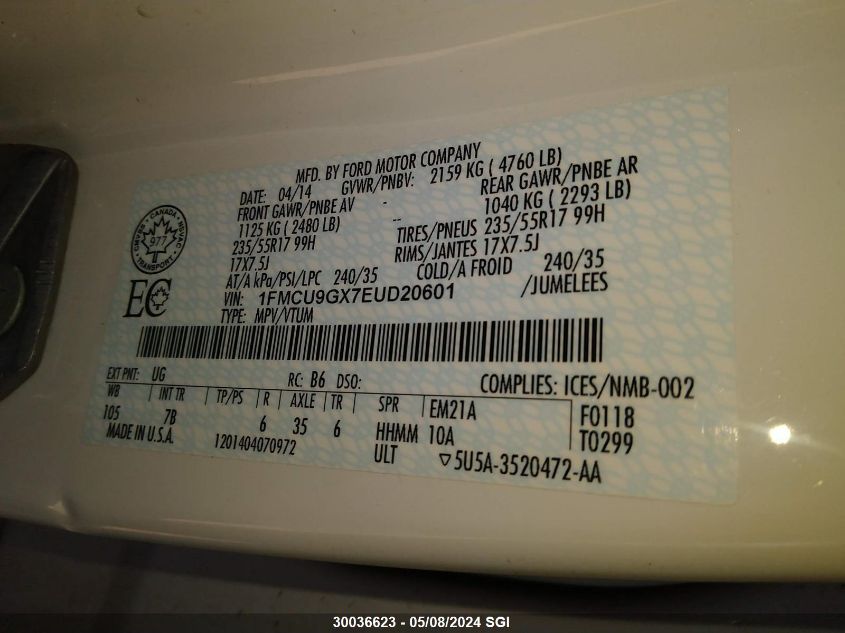 MFD. BY FORD MOTOR COMPANY
DATE: 04/14 GVWR/PNBV: 2159 KG ( 4760 LB)
FRONT GAWR/PNBE AV - REAR GAWR/PNBE AR
1125 KG ( 2480 LB) -- 1040 KG ( 2293 LB)
235/55R17 99H TIRES/PNEUS 235/55R17 99H
17X7.5J RIMS/JANTES 17X7.5J
AT/A kPa/PSI/LPC 240/35 COLD/A FROID 240/35
VIN: 1FMCU9GX7EUD20601 /JUMELEES
TYPE: MPV/VTUM
CANADA
CMVSS NSVAC
977
TRANSPORT
EC
EXT PNT: UG RC: B6 DSO: COMPLIES: ICES/NMB-002
WB INT TR TP/PS R AXLE TR SPR EM21A F0118
105 7B 6 35 6 HHMM 10A T0299
MADE IN U.S.A. 1201404070972 ULT ▽5U5A-3520472-AA
30036623 - 05/08/2024 SGI